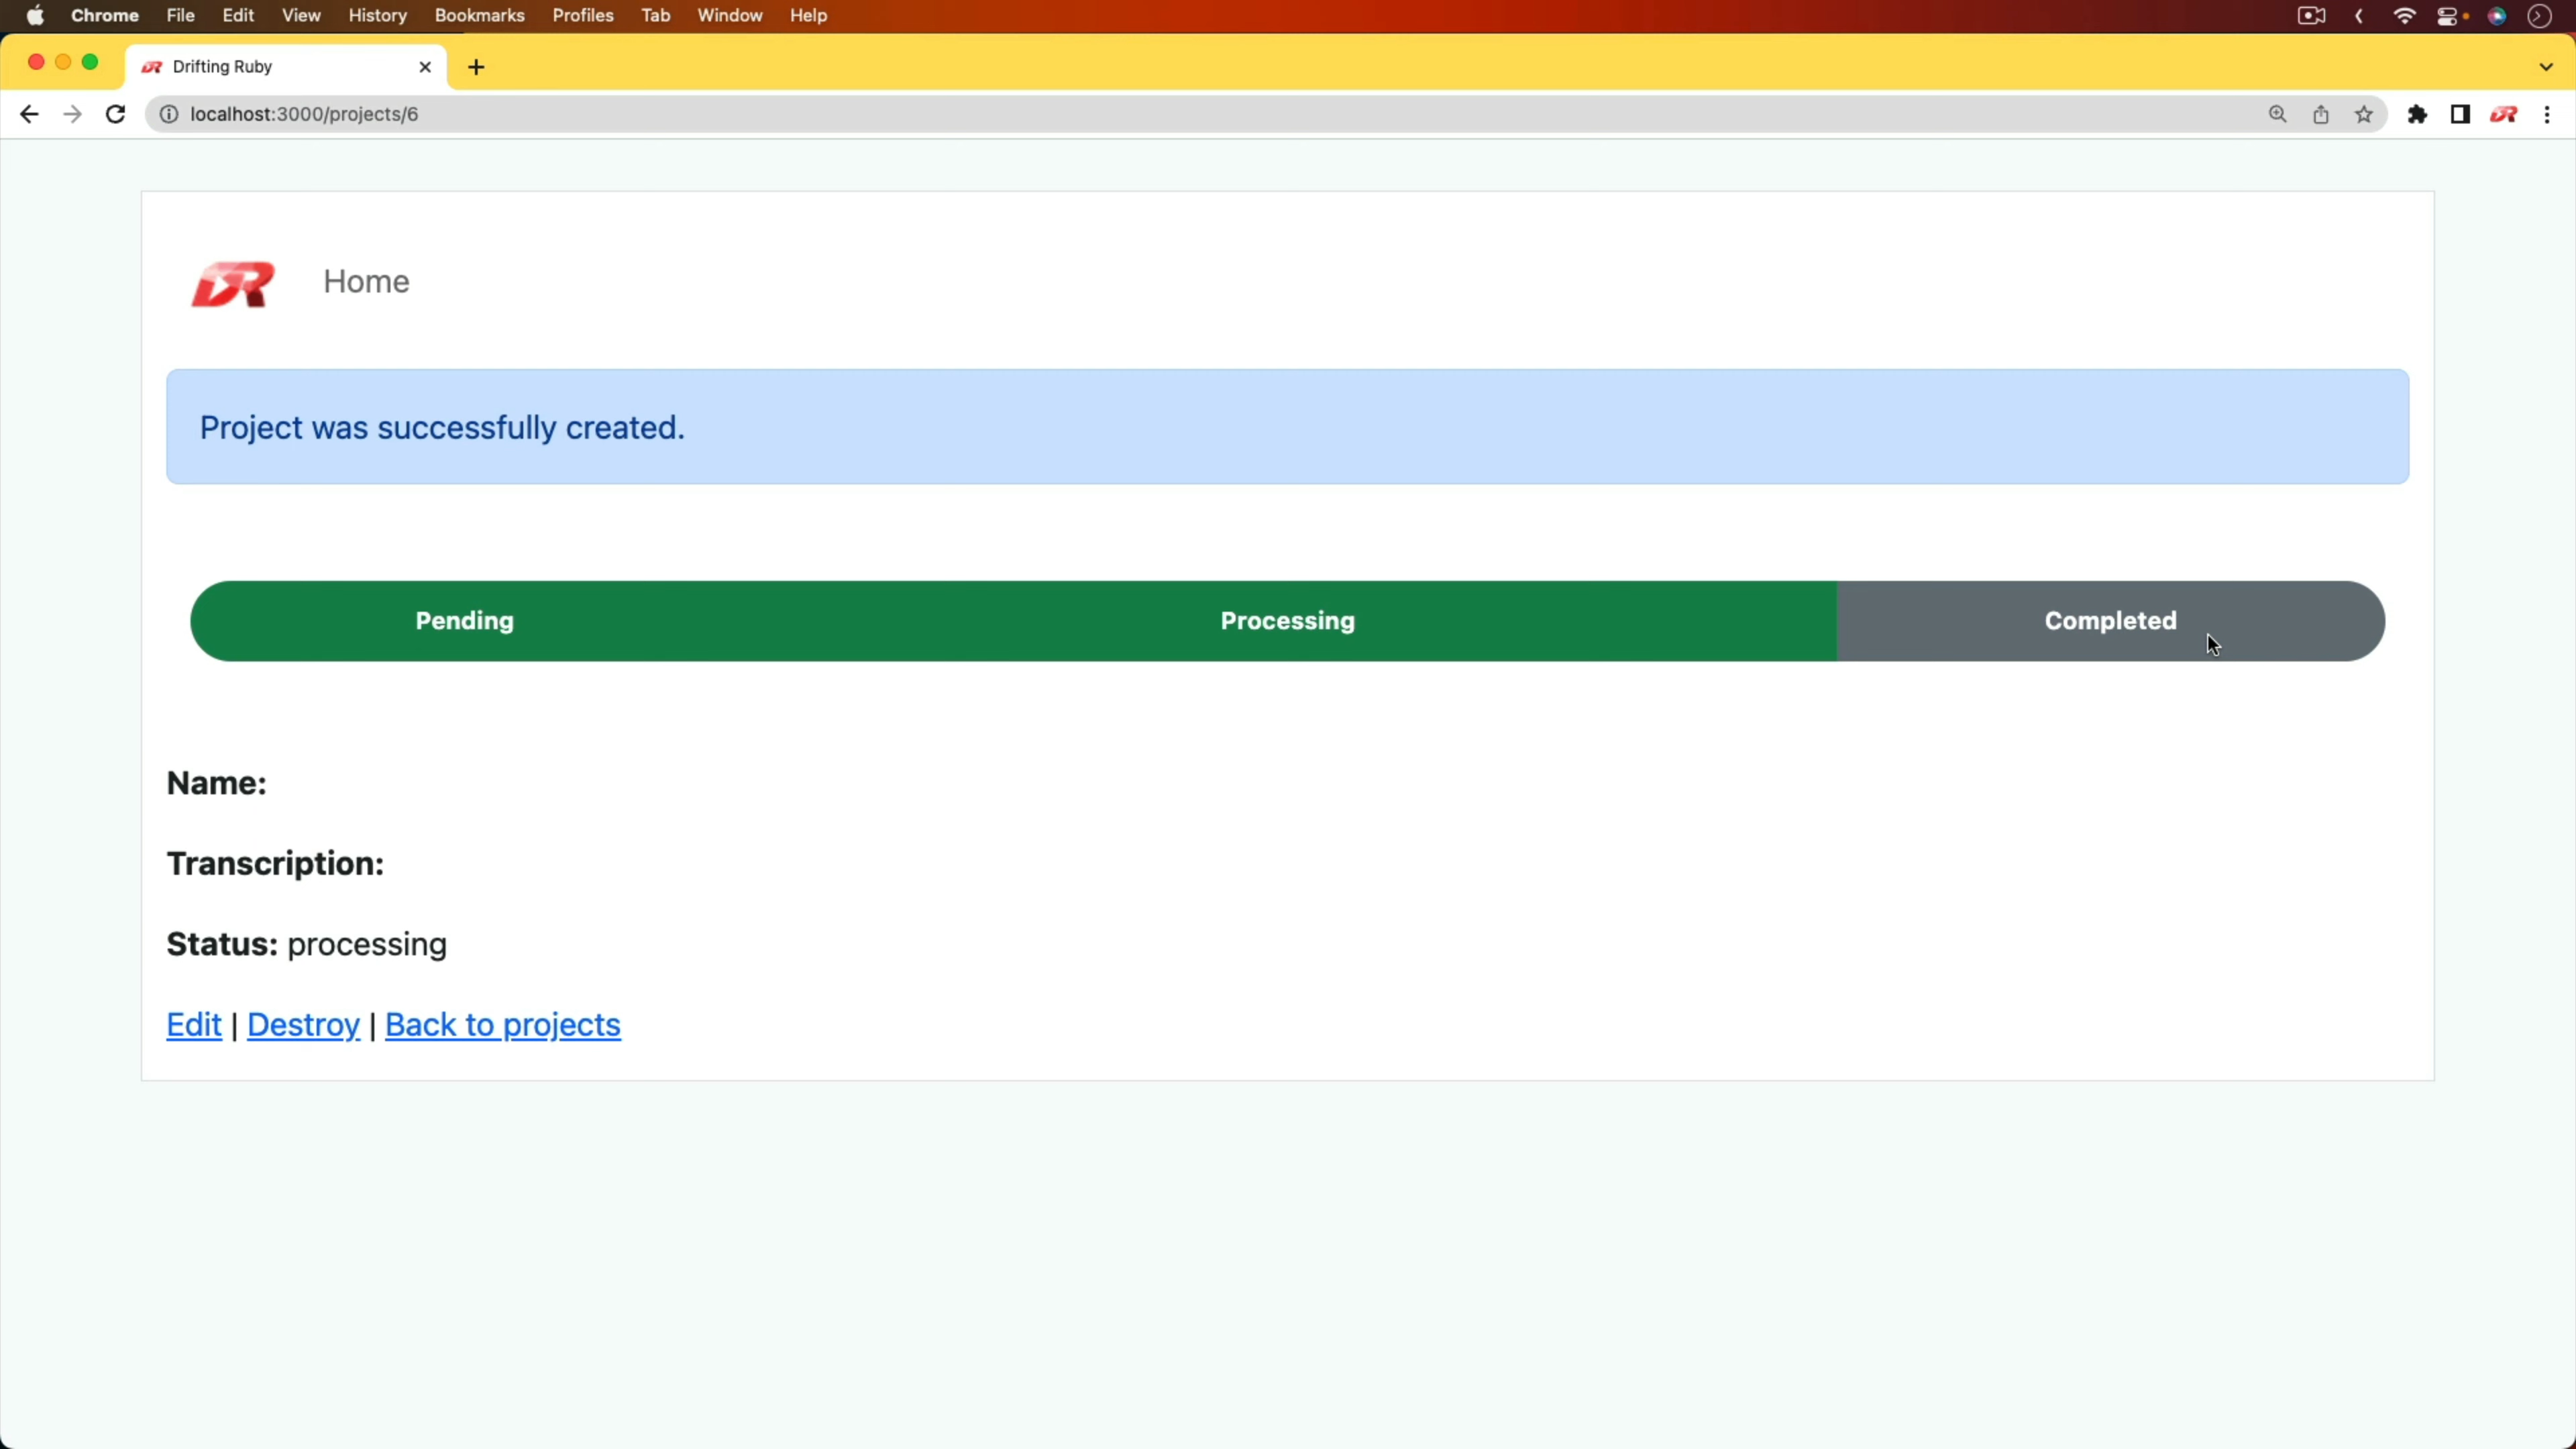 Chrome File Edit View History Bookmarks Profiles Tab Window Help
Drifting Ruby
localhost:3000/projects/6
DR Home
Project was successfully created.
Pending Processing Completed
Name:
Transcription:
Status: processing
Edit | Destroy | Back to projects